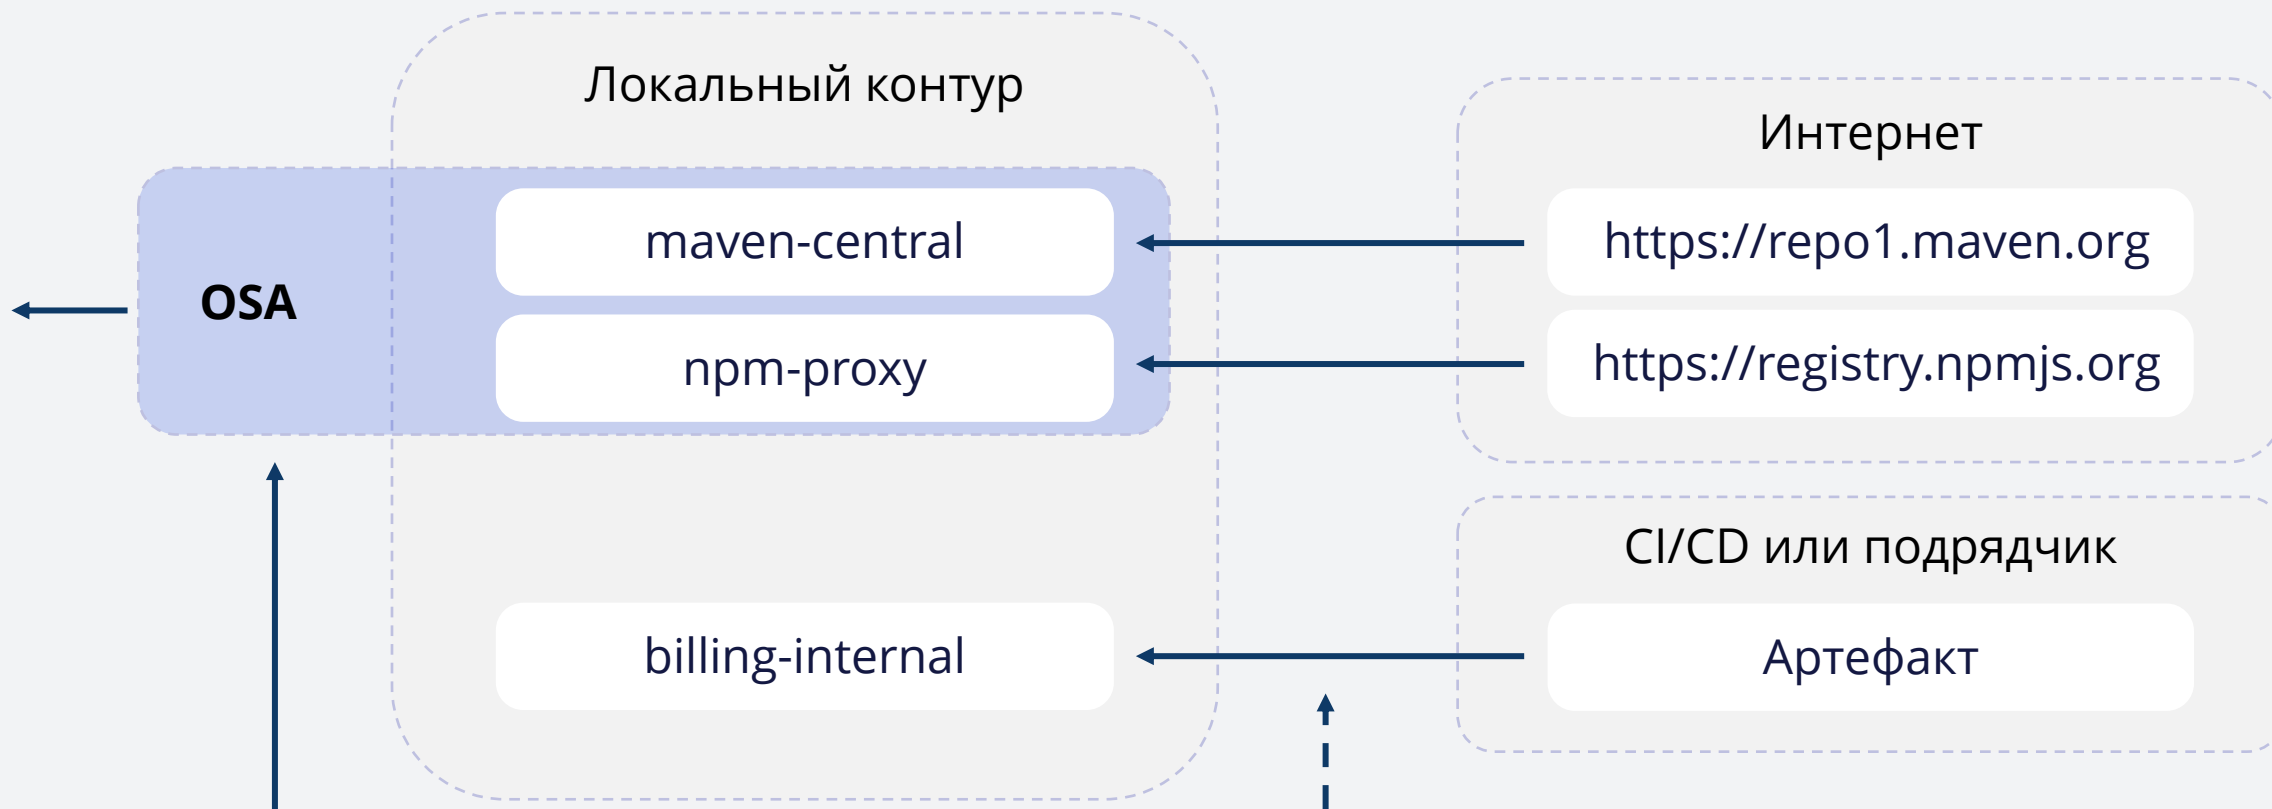 Локальный контур
Интернет
maven-central
https://repo1.maven.org
OSA
npm-proxy
https://registry.npmjs.org
CI/CD или подрядчик
billing-internal
Артефакт